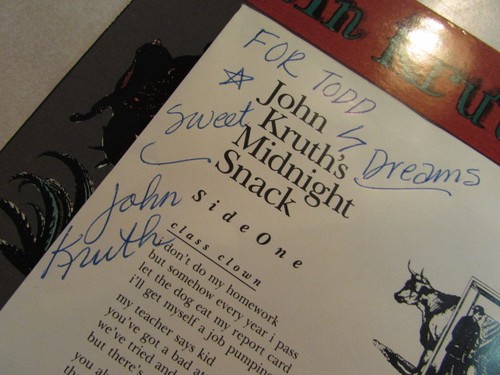 FOR TODD
John
Kruth's
Midnight
Snack
Sweet Dreams
John
Kruth
Side One
class clown
i don't do my homework
but somehow every year i pass
let the dog eat my report card
i'll get myself a job pumping
my teacher says kid
you've got a bad
we've tried and
but there's
you